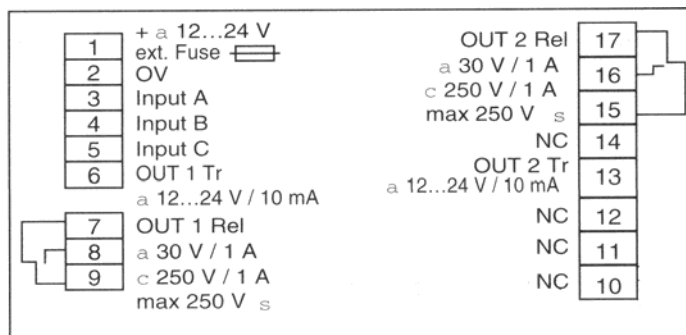 1
+ a 12...24 V
ext. Fuse
2 OV
3 Input A
4 Input B
5 Input C
6 OUT 1 Tr
a 12...24 V / 10 mA
7 OUT 1 Rel
8 a 30 V / 1 A
9 c 250 V / 1 A
max 250 V s
OUT 2 Rel 17
a 30 V / 1 A 16
c 250 V / 1 A
max 250 V s 15
NC 14
OUT 2 Tr 13
a 12...24 V / 10 mA
NC 12
NC 11
NC 10